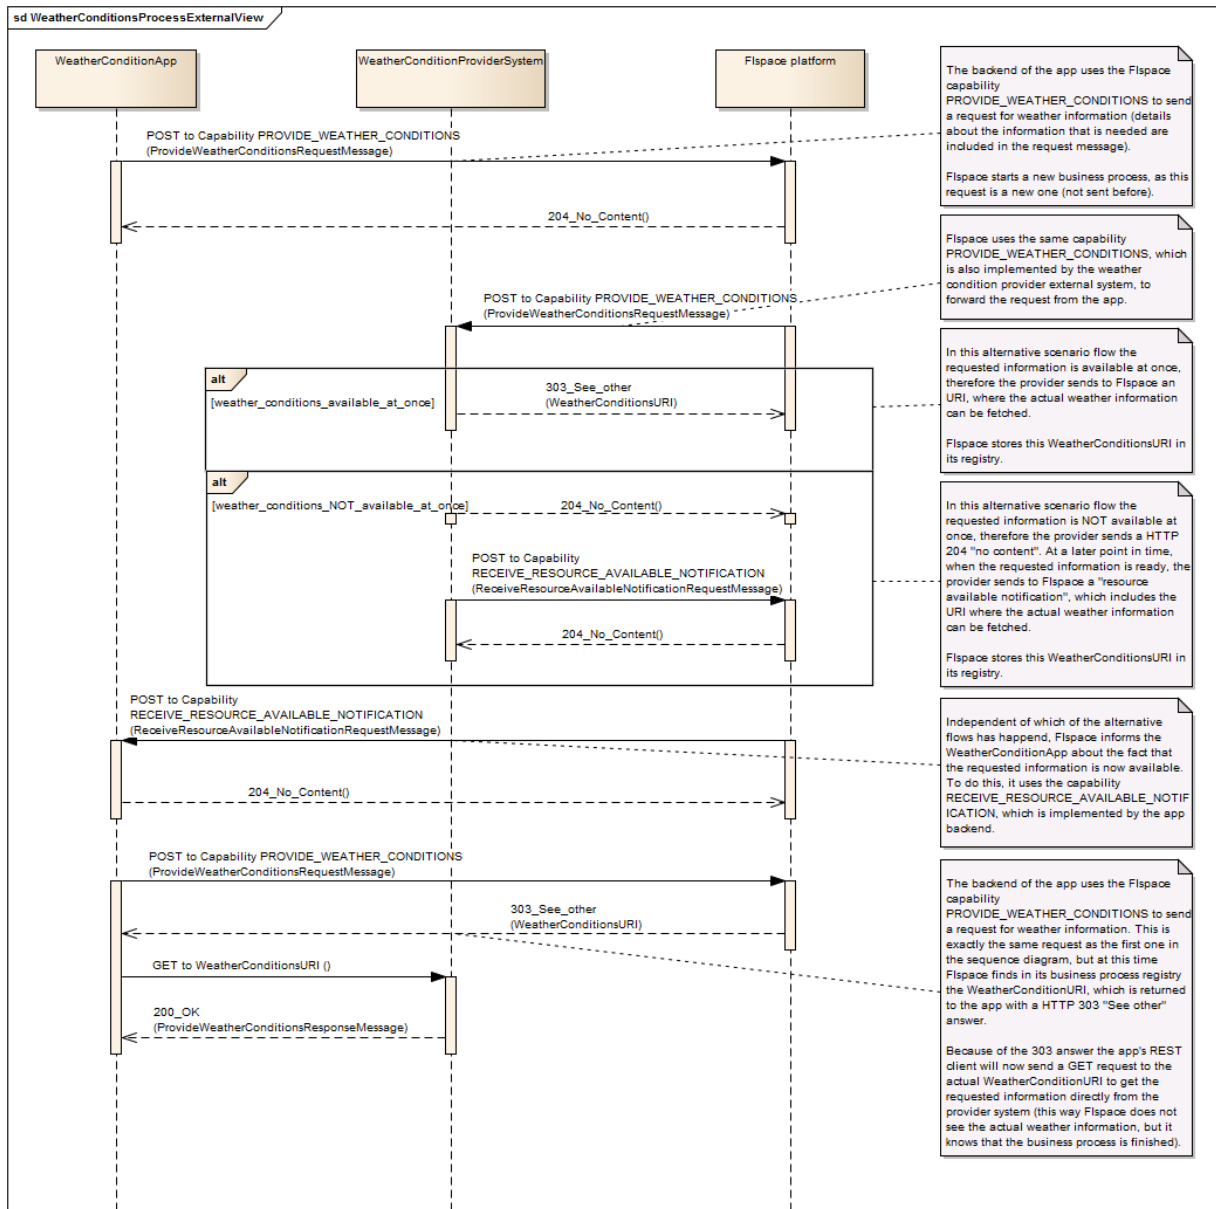 sd WeatherConditionsProcessExternalView
WeatherConditionApp
WeatherConditionProviderSystem
FIspace platform
The backend of the app uses the FIspace
capability
PROVIDE_WEATHER_CONDITIONS to send
a request for weather information (details
about the information that is needed are
included in the request message).
FIspace starts a new business process, as this
request is a new one (not sent before).
POST to Capability PROVIDE_WEATHER_CONDITIONS
(ProvideWeatherConditionsRequestMessage)
204_No_Content()
FIspace uses the same capability
PROVIDE_WEATHER_CONDITIONS, which
is also implemented by the weather
condition provider external system, to
forward the request from the app.
POST to Capability PROVIDE_WEATHER_CONDITIONS
(ProvideWeatherConditionsRequestMessage)
alt
[weather_conditions_available_at_once]
303_See_other
(WeatherConditionsURI)
In this alternative scenario flow the
requested information is available at once,
therefore the provider sends to FIspace an
URI, where the actual weather information
can be fetched.
FIspace stores this WeatherConditionsURI in
its registry.
alt
[weather_conditions_NOT_available_at_once]
204_No_Content()
POST to Capability
RECEIVE_RESOURCE_AVAILABLE_NOTIFICATION
(ReceiveResourceAvailableNotificationRequestMessage)
204_No_Content()
In this alternative scenario flow the
requested information is NOT available at
once, therefore the provider sends a HTTP
204 "no content". At a later point in time,
when the requested information is ready, the
provider sends to FIspace a "resource
available notification", which includes the
URI where the actual weather information
can be fetched.
FIspace stores this WeatherConditionsURI in
its registry.
POST to Capability
RECEIVE_RESOURCE_AVAILABLE_NOTIFICATION
(ReceiveResourceAvailableNotificationRequestMessage)
204_No_Content()
Independent of which of the alternative
flows has happend, FIspace informs the
WeatherConditionApp about the fact that
the requested information is now available.
To do this, it uses the capability
RECEIVE_RESOURCE_AVAILABLE_NOTIF
ICATION, which is implemented by the app
backend.
POST to Capability PROVIDE_WEATHER_CONDITIONS
(ProvideWeatherConditionsRequestMessage)
303_See_other
(WeatherConditionsURI)
GET to WeatherConditionsURI ()
200_OK
(ProvideWeatherConditionsResponseMessage)
The backend of the app uses the FIspace
capability
PROVIDE_WEATHER_CONDITIONS to send
a request for weather information. This is
exactly the same request as the first one in
the sequence diagram, but at this time
FIspace finds in its business process registry
the WeatherConditionURI, which is returned
to the app with a HTTP 303 "See other"
answer.
Because of the 303 answer the app's REST
client will now send a GET request to the
actual WeatherConditionURI to get the
requested information directly from the
provider system (this way FIspace does not
see the actual weather information, but it
knows that the business process is finished).